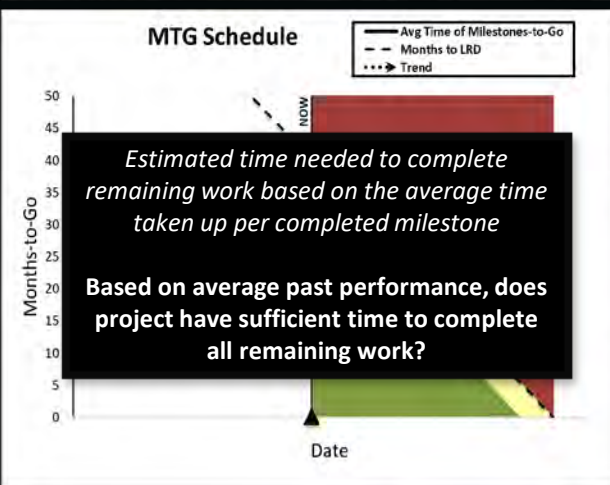 MTG Schedule
Avg Time of Milestones-to-Go
Months to LRD
Trend
50
45
40
35
30
25
20
15
10
5
0
Months-to-Go
NOW
Estimated time needed to complete
remaining work based on the average time
taken up per completed milestone
Based on average past performance, does
project have sufficient time to complete
all remaining work?
Date